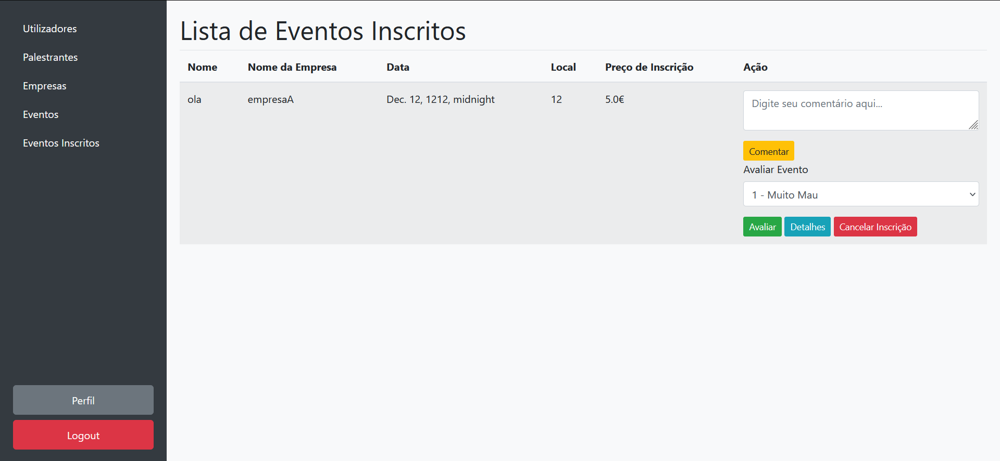 Utilizadores
Palestrantes
Empresas
Eventos
Eventos Inscritos
Perfil
Logout
Lista de Eventos Inscritos
Nome Nome da Empresa Data Local Preço de Inscrição Ação
ola empresaA Dec. 12, 1212, midnight 12 5.0€ Digite seu comentário aqui...
Comentar
Avaliar Evento
1 - Muito Mau
Avaliar Detalhes Cancelar Inscrição